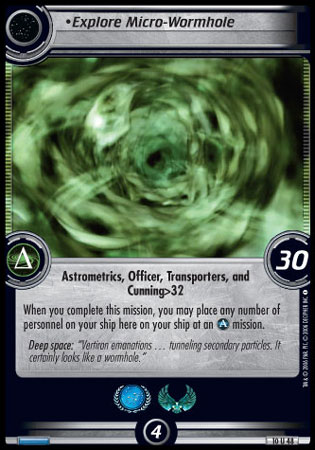 •Explore Micro-Wormhole
Δ
30
Astrometrics, Officer, Transporters, and
Cunning>32
When you complete this mission, you may place any number of
personnel on your ship here on your ship at an Α mission.
Deep space: "Vertiron emanations ... tunneling secondary particles. It
certainly looks like a wormhole."
4
10 U 48